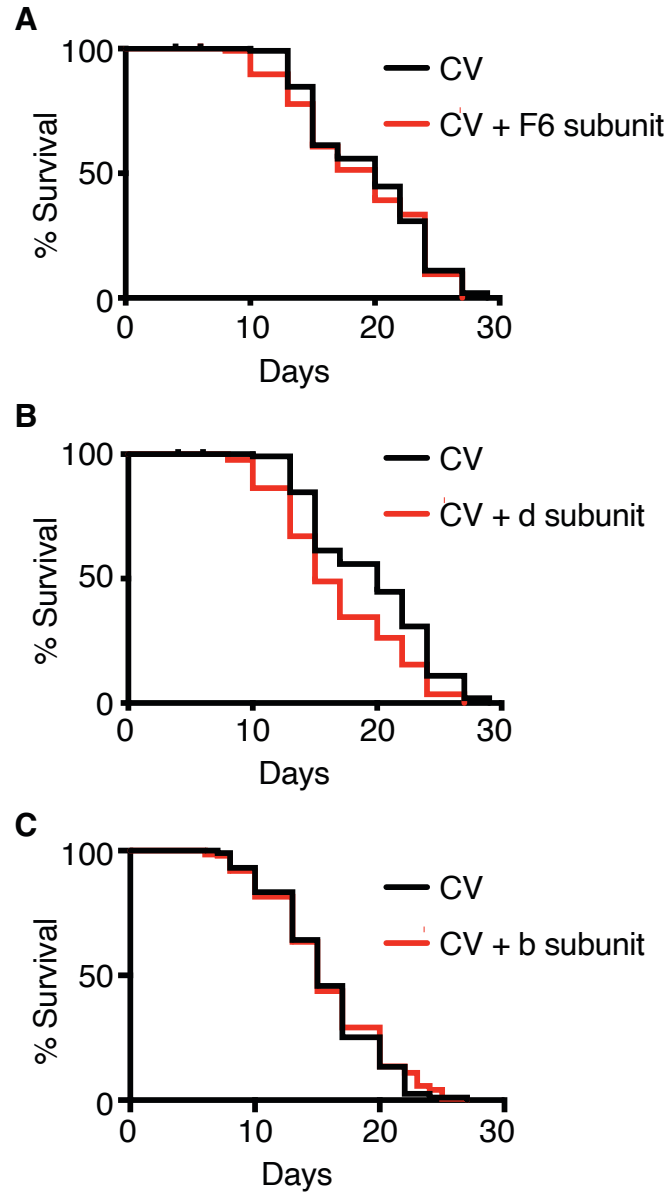 A
100
50
0
% Survival
CV
CV + F6 subunit
0 10 20 30
Days
B
100
50
0
% Survival
CV
CV + d subunit
0 10 20 30
Days
C
100
50
0
% Survival
CV
CV + b subunit
0 10 20 30
Days